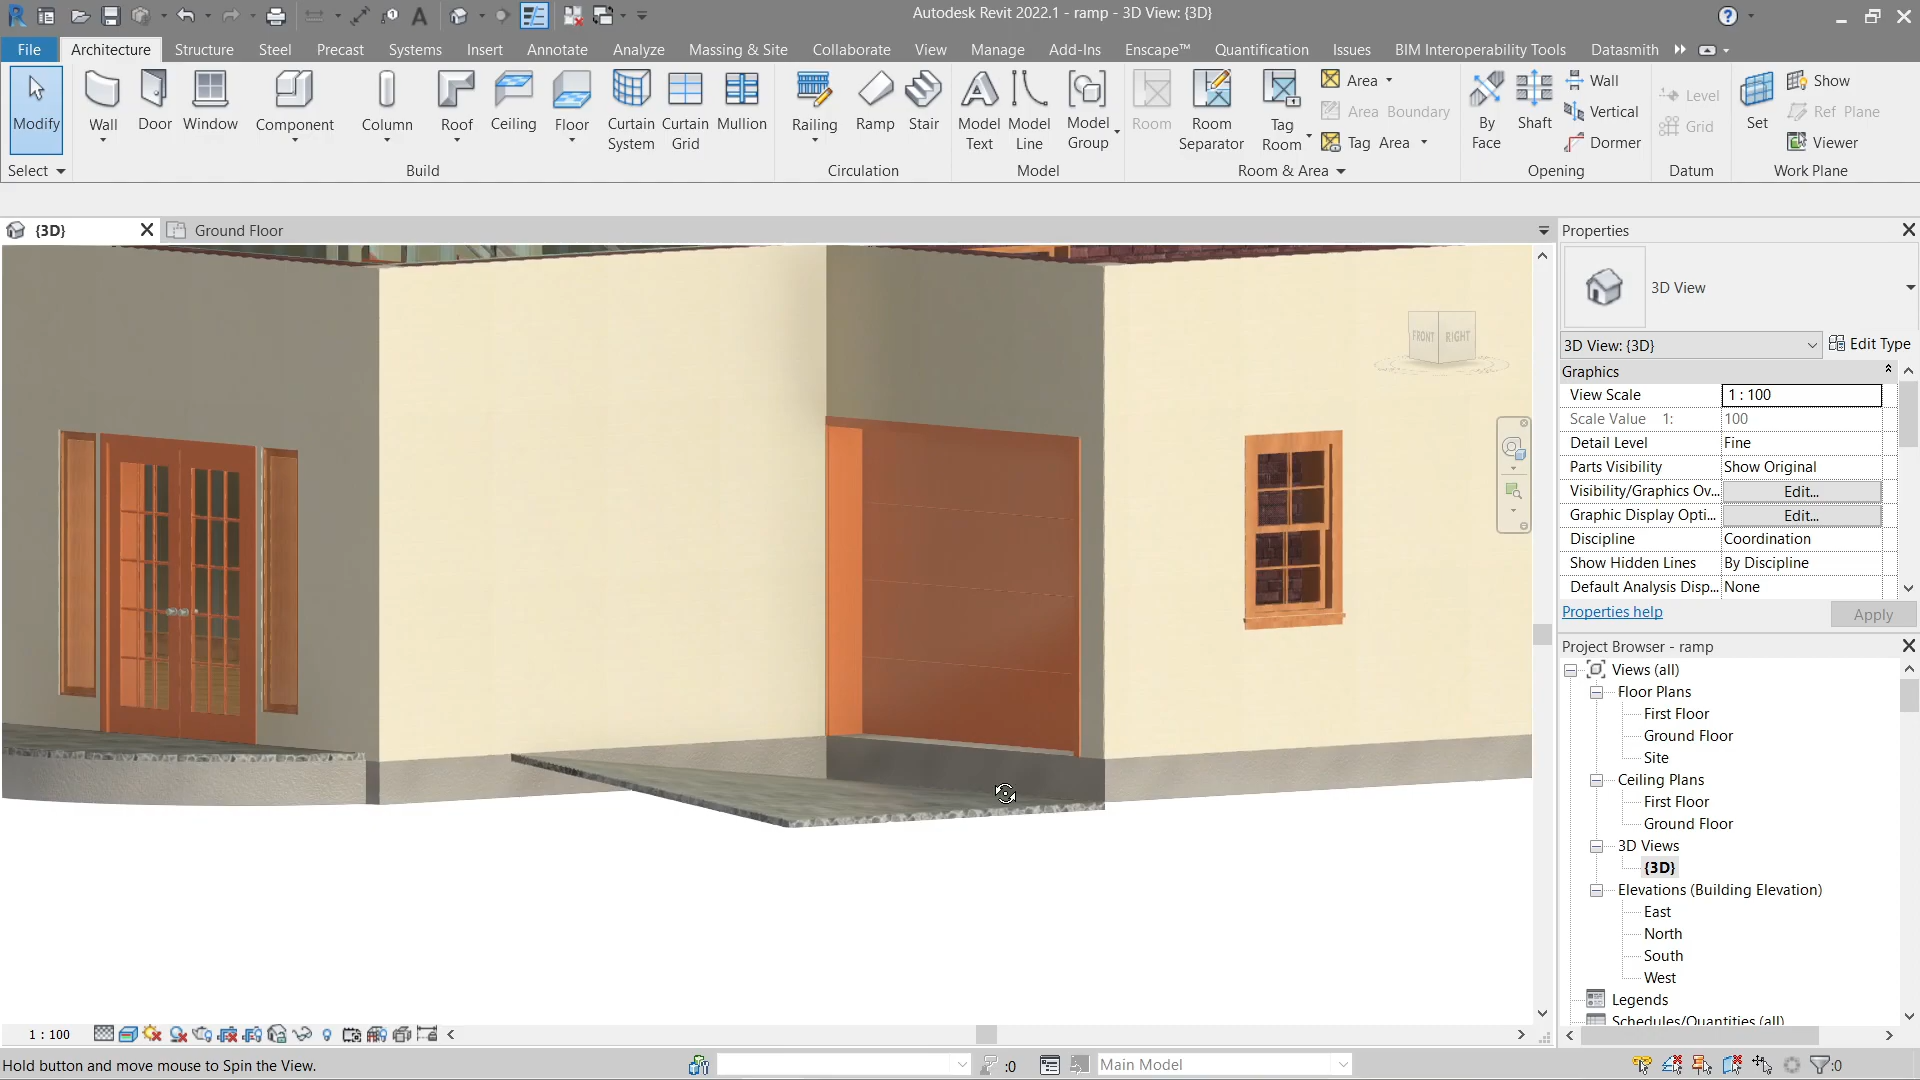 Autodesk Revit 2022.1 - ramp - 3D View: {3D}
File Architecture Structure Steel Precast Systems Insert Annotate Analyze Massing & Site Collaborate View Manage Add-Ins Enscape™ Quantification Issues BIM Interoperability Tools Datasmith
Modify Wall Door Window Component Column Roof Ceiling Floor Curtain System Curtain Grid Mullion Railing Ramp Stair Model Text Model Line Model Group Room Room Separator Tag Room Area Area Boundary Tag Area By Face Shaft Wall Vertical Dormer Level Grid Set Show Ref Plane Viewer
Select Build Circulation Model Room & Area Opening Datum Work Plane
{3D} Ground Floor
FRONT RIGHT
Properties
3D View
3D View: {3D} Edit Type
Graphics
View Scale 1 : 100
Scale Value 1: 100
Detail Level Fine
Parts Visibility Show Original
Visibility/Graphics Ov... Edit...
Graphic Display Opti... Edit...
Discipline Coordination
Show Hidden Lines By Discipline
Default Analysis Disp... None
Properties help Apply
Project Browser - ramp
Views (all)
Floor Plans
First Floor
Ground Floor
Site
Ceiling Plans
First Floor
Ground Floor
3D Views
{3D}
Elevations (Building Elevation)
East
North
South
West
Legends
Schedules/Quantities (all)
1 : 100
Hold button and move mouse to Spin the View. :0 Main Model :0